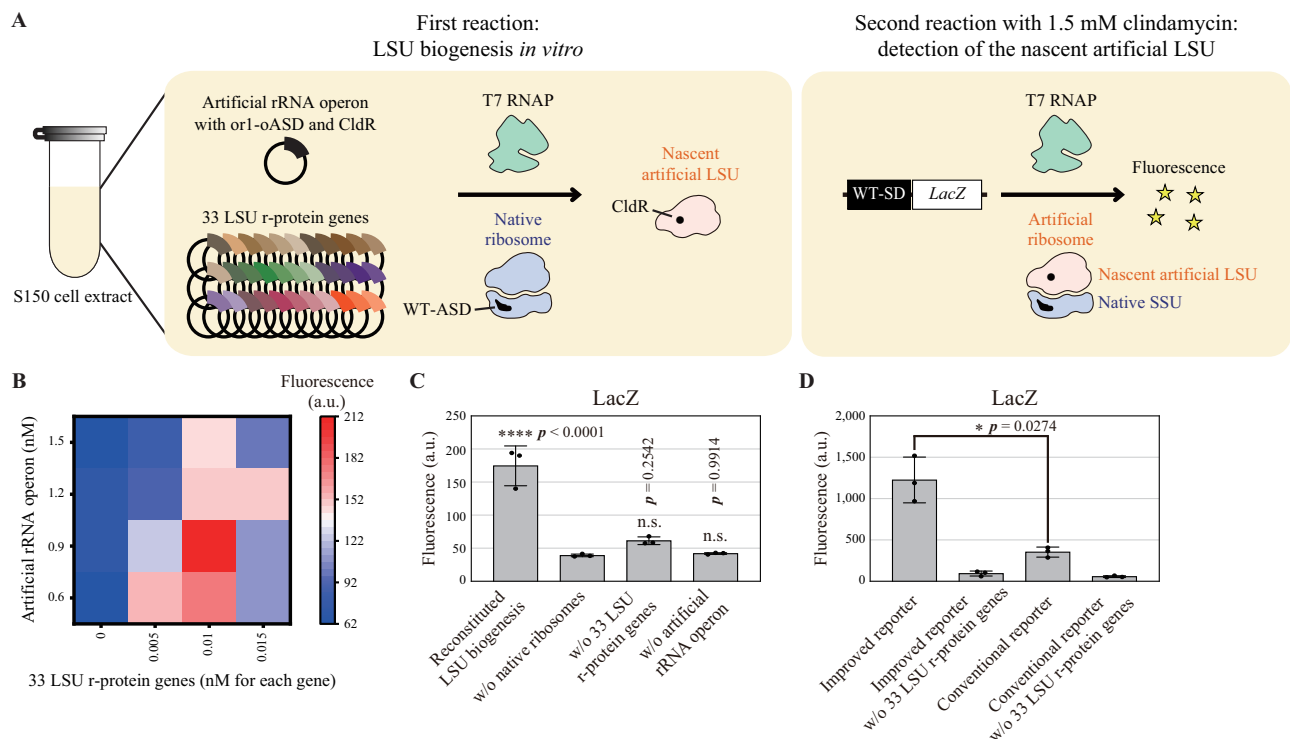 A
First reaction:
LSU biogenesis in vitro
Second reaction with 1.5 mM clindamycin:
detection of the nascent artificial LSU
S150 cell extract
Artificial rRNA operon
with or1-oASD and CldR
33 LSU r-protein genes
T7 RNAP
Native
ribosome
WT-ASD
Nascent
artificial LSU
CldR
WT-SD
LacZ
T7 RNAP
Artificial
ribosome
Nascent artificial LSU
Native SSU
Fluorescence
B
Fluorescence
(a.u.)
Artificial rRNA operon (nM)
1.5
1.2
0.9
0.6
0
0.005
0.01
0.015
33 LSU r-protein genes (nM for each gene)
212
182
152
122
92
62
C
LacZ
Fluorescence (a.u.)
250
200
150
100
50
0
**** p < 0.0001
p = 0.2542
n.s.
p = 0.9914
n.s.
Reconstituted
LSU biogenesis
w/o native ribosomes
w/o 33 LSU
r-protein genes
w/o artificial
rRNA operon
D
LacZ
Fluorescence (a.u.)
2,000
1,500
1,000
500
0
* p = 0.0274
Improved reporter
Improved reporter
w/o 33 LSU r-protein genes
Conventional reporter
Conventional reporter
w/o 33 LSU r-protein genes